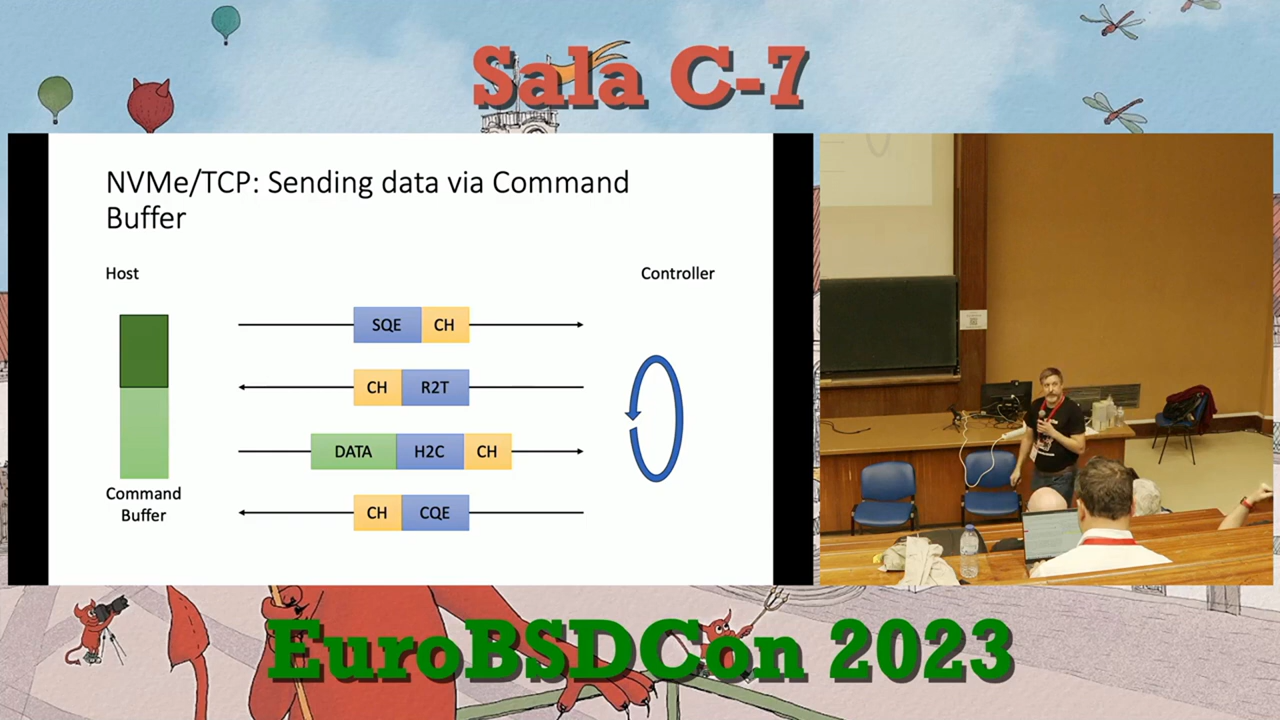 Sala C-7
NVMe/TCP: Sending data via Command
Buffer
Host
Controller
SQE CH
CH R2T
DATA H2C CH
CH CQE
Command
Buffer
EuroBSDCon 2023